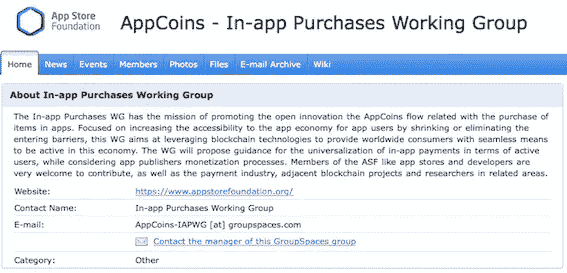 App Store
Foundation
AppCoins - In-app Purchases Working Group
Home News Events Members Photos Files E-mail Archive Wiki
About In-app Purchases Working Group
The In-app Purchases WG has the mission of promoting the open innovation the AppCoins flow related with the purchase of
items in apps. Focused on increasing the accessibility to the app economy for app users by shrinking or eliminating the
entering barriers, this WG aims at leveraging blockchain technologies to provide worldwide consumers with seamless means
to be active in this economy. The WG will propose guidance for the universalization of in-app payments in terms of active
users, while considering app publishers monetization processes. Members of the ASF like app stores and developers are
very welcome to contribute, as well as the payment industry, adjacent blockchain projects and researchers in related areas.
Website: https://www.appstorefoundation.org/
Contact Name: In-app Purchases Working Group
E-mail: AppCoins-IAPWG [at] groupspaces.com
Contact the manager of this GroupSpaces group
Category: Other